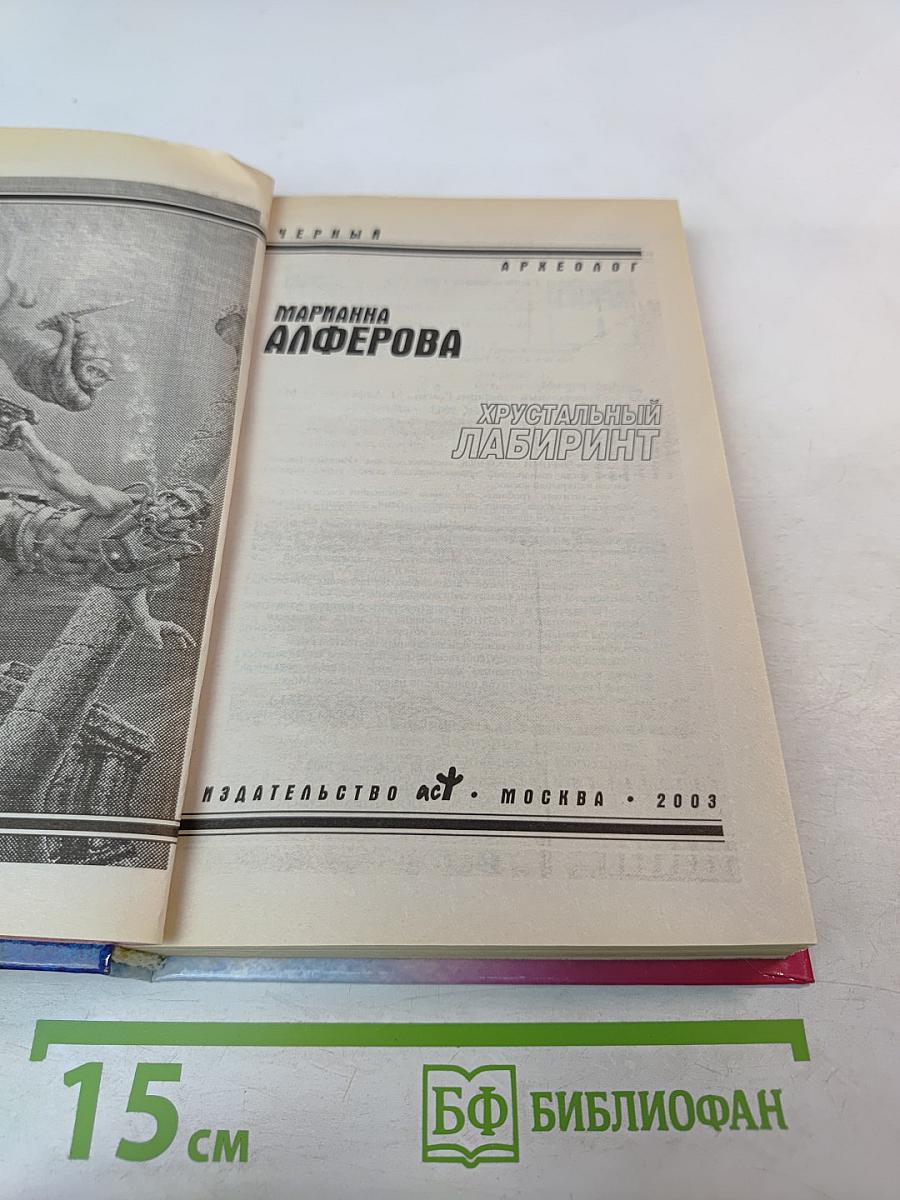 ЧЕРНЫЙ
АРХЕОЛОГ
МАРИАННА
АЛФЕРОВА
ХРУСТАЛЬНЫЙ
ЛАБИРИНТ
ИЗДАТЕЛЬСТВО аст • МОСКВА • 2003
15 см
БФ БИБЛИОФАН